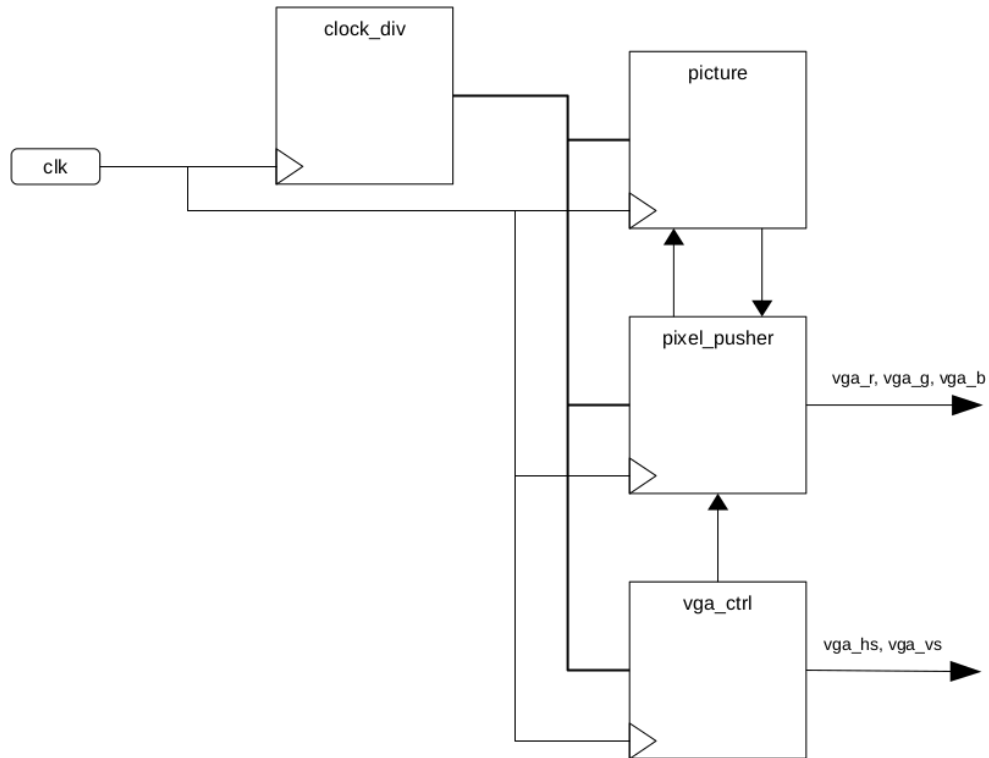 clock_div
picture
clk
pixel_pusher
vga_r, vga_g, vga_b
vga_ctrl
vga_hs, vga_vs